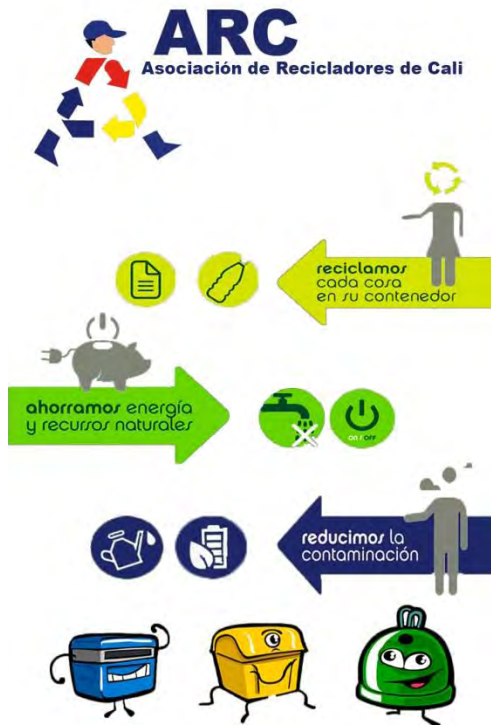 ARC
Asociación de Recicladores de Cali
reciclamos
cada cosa
en su contenedor
ahorramos energía
y recursos naturales
ON / OFF
reducimos la
contaminación